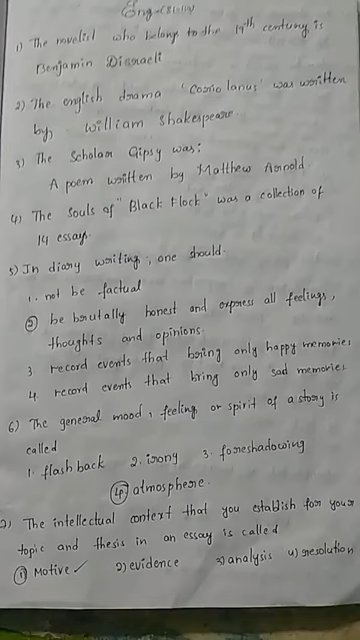 Eng-(Skills)
1) The novelist who belongs to the 19th century, is
Benjamin Disraeli
2) The english drama 'Corio lanus' was written
by, William Shakespeare.
3) The Scholar Gipsy was:
A poem written by Matthew Arnold.
4) The Souls of "Black Flock" was a collection of
14 essays.
5) In diary writing, one should.
1. not be factual
2 be brutally honest and express all feelings,
thoughts and opinions.
3 record events that bring only happy memories
4. record events that bring only sad memories.
6) The general mood, feeling or spirit of a story is
called
1. flash back 2. irony 3. foreshadowing
4 atmosphere.
7) The intellectual context that you establish for your
topic and thesis in an essay is called
1 Motive ✓ 2) evidence 3) analysis 4) resolution